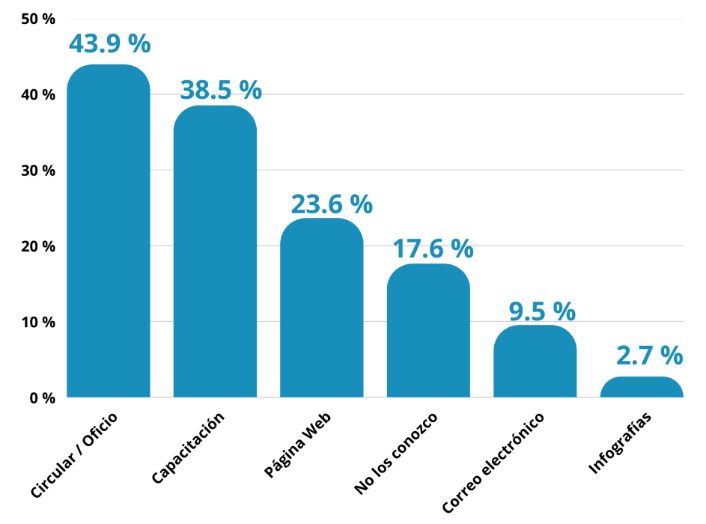 50 %
43.9 %
40 %
38.5 %
30 %
23.6 %
20 %
17.6 %
10 %
9.5 %
2.7 %
0 %
Circular / Oficio
Capacitación
Página Web
No los conozco
Correo electrónico
Infografías